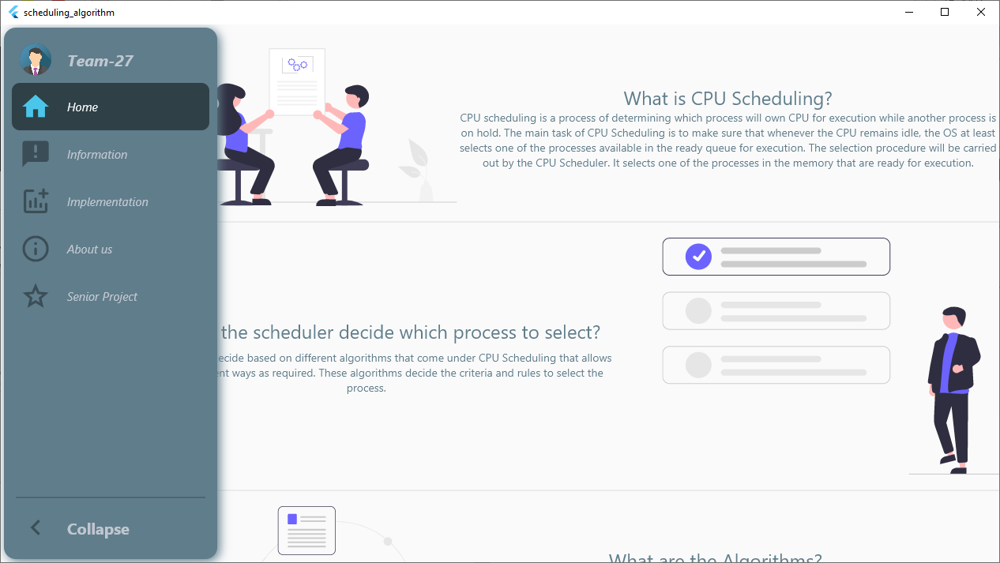 scheduling_algorithm
Team-27
Home
Information
Implementation
About us
Senior Project
Collapse
What is CPU Scheduling?
CPU scheduling is a process of determining which process will own CPU for execution while another process is
on hold. The main task of CPU Scheduling is to make sure that whenever the CPU remains idle, the OS at least
selects one of the processes available in the ready queue for execution. The selection procedure will be carried
out by the CPU Scheduler. It selects one of the processes in the memory that are ready for execution.
the scheduler decide which process to select?
based on different algorithms that come under CPU Scheduling that allows
ways as required. These algorithms decide the criteria and rules to select the
process.
What are the Algorithms?